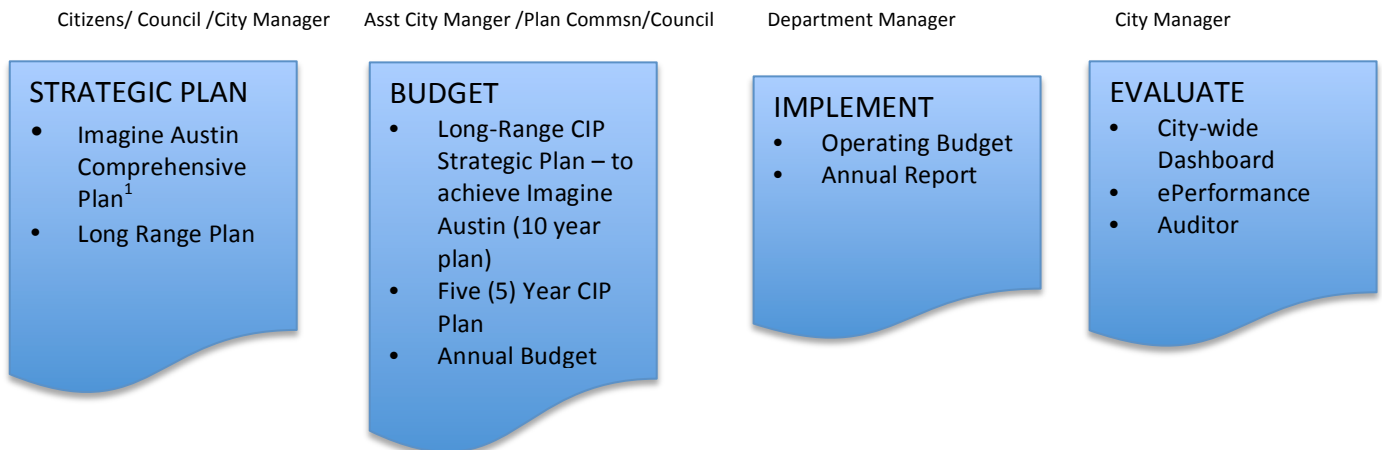 Citizens/ Council /City Manager
Asst City Manger /Plan Commsn/Council
Department Manager
City Manager
STRATEGIC PLAN
• Imagine Austin
Comprehensive
Plan1
• Long Range Plan
BUDGET
• Long-Range CIP
Strategic Plan – to
achieve Imagine
Austin (10 year
plan)
• Five (5) Year CIP
Plan
• Annual Budget
IMPLEMENT
• Operating Budget
• Annual Report
EVALUATE
• City-wide
Dashboard
• ePerformance
• Auditor